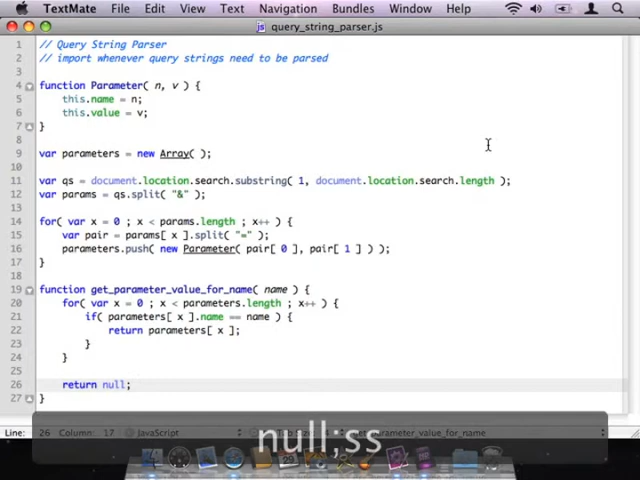 TextMate File Edit View Text Navigation Bundles Window Help
query_string_parser.js
1 // Query String Parser
2 // import whenever query strings need to be parsed
3
4 function Parameter( n, v ) {
5 this.name = n;
6 this.value = v;
7 }
8
9 var parameters = new Array( );
10
11 var qs = document.location.search.substring( 1, document.location.search.length );
12 var params = qs.split( "&" );
13
14 for( var x = 0 ; x < params.length ; x++ ) {
15 var pair = params[ x ].split( "=" );
16 parameters.push( new Parameter( pair[ 0 ], pair[ 1 ] ) );
17 }
18
19 function get_parameter_value_for_name( name ) {
20 for( var x = 0 ; x < parameters.length ; x++ ) {
21 if( parameters[ x ].name == name ) {
22 return parameters[ x ];
23 }
24 }
25
26 return null;
27 }
Line: 26 Column: 17 JavaScript Tab Size: get_parameter_value_for_name
null;ss
29